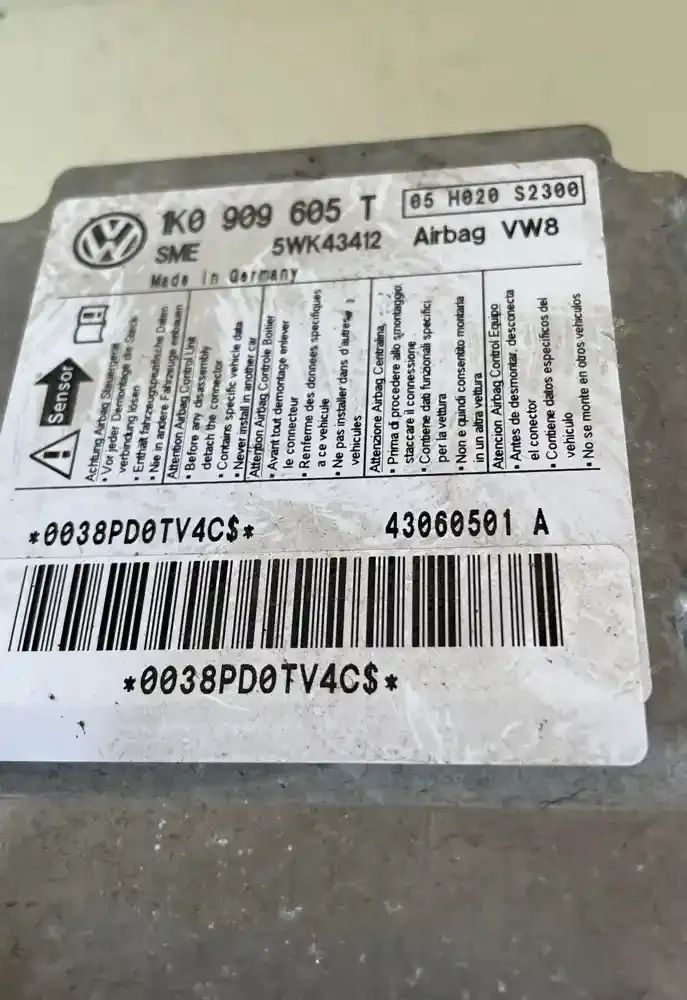 1K0 909 605 T
05 H020 S2300
SME
5WK43412
Airbag VW8
Made in Germany
Sensor
Achtung Airbag Steuergerät
• Vor jeder Demontage die Steck
verbindung lösen
• Enthält fahrzeugspezifische Daten
• Nie in andere Fahrzeuge einbauen
Attention Airbag Control Unit
• Before any disassembly
detach the connector
• Contains specific vehicle data
• Never install in another car
Attention Airbag Controle Boitier
• Avant tout demontage enlever
le connecteur
• Renferme des donnees specifiques
a ce vehicule
• Ne pas installer dans d'autres
vehicules
Attenzione Airbag Centralina,
• Prima di procedere allo smontaggio
staccare il connessione
• Contiene dati funzionali specifici
per la vettura
• Non e quindi consentito montarla
in un altra vettura
Atencion Airbag Control Equipo
• Antes de desmontar, desconecta
el conector
• Contiene datos especificos del
vehiculo
• No se monte en otros vehiculos
*0038PD0TV4C$*
43060501 A
*0038PD0TV4C$*